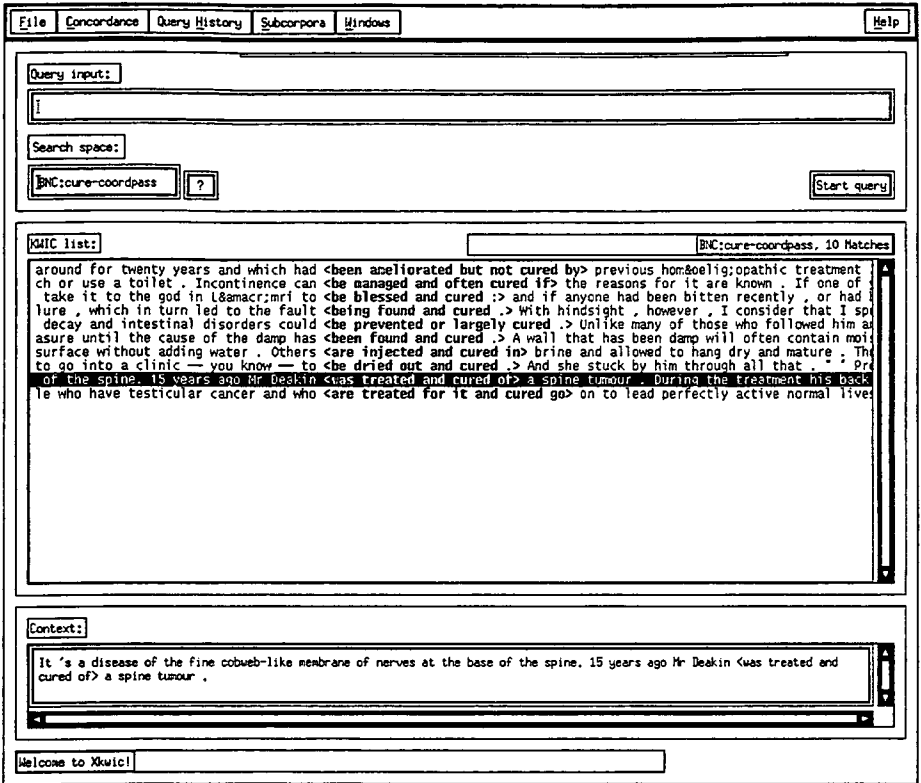 File Concordance Query History Subcorpora Windows Help
Query input:
Search space:
BNC:cure-coordpass ? Start query
KWIC list: BNC:cure-coordpass, 10 Matches
around for twenty years and which had <been ameliorated but not cured by> previous hom&oelig;opathic treatment
ch or use a toilet . Incontinence can <be managed and often cured if> the reasons for it are known . If one of
take it to the god in L&amacr;mri to <be blessed and cured :> and if anyone had been bitten recently , or had
lure , which in turn led to the fault <being found and cured .> With hindsight , however , I consider that I spe
decay and intestinal disorders could <be prevented or largely cured .> Unlike many of those who followed him a
asure until the cause of the damp has <been found and cured .> A wall that has been damp will often contain moi
surface without adding water . Others <are injected and cured in> brine and allowed to hang dry and mature . Th
to go into a clinic — you know — to <be dried out and cured .> And she stuck by him through all that . " ' Pr
of the spine. 15 years ago Mr Deakin <was treated and cured of> a spine tumour . During the treatment his back
le who have testicular cancer and who <are treated for it and cured go> on to lead perfectly active normal lives
Context:
It 's a disease of the fine cobweb-like membrane of nerves at the base of the spine. 15 years ago Mr Deakin <was treated and
cured of> a spine tumour .
Welcome to Xkwic!